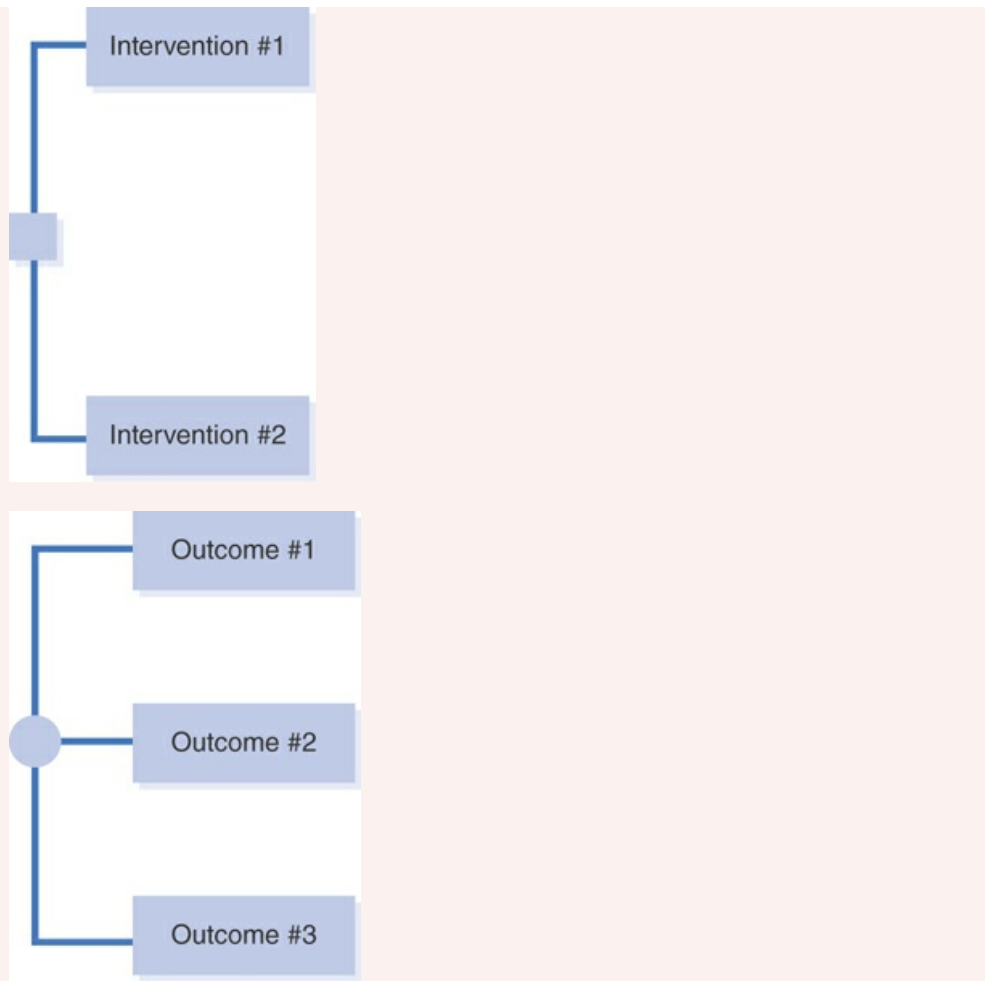 Intervention #1
Intervention #2
Outcome #1
Outcome #2
Outcome #3